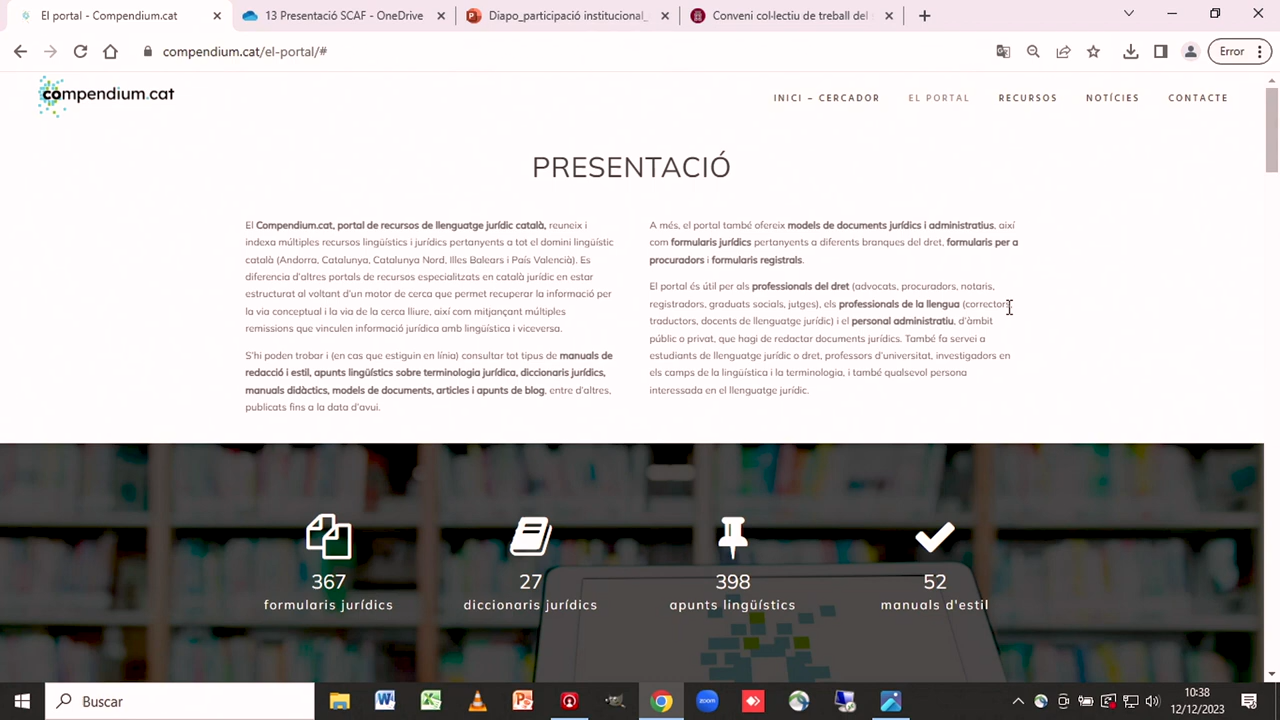 El portal - Compendium.cat
13 Presentació SCAF - OneDrive
Diapo_participació institucional_
Conveni col·lectiu de treball del
compendium.cat/el-portal/#
Error
compendium.cat
INICI – CERCADOR
EL PORTAL
RECURSOS
NOTÍCIES
CONTACTE
PRESENTACIÓ
El Compendium.cat, portal de recursos de llenguatge jurídic català, reuneix i
indexa múltiples recursos lingüístics i jurídics pertanyents a tot el domini lingüístic
català (Andorra, Catalunya, Catalunya Nord, Illes Balears i País Valencià). Es
diferencia d'altres portals de recursos especialitzats en català jurídic en estar
estructurat al voltant d'un motor de cerca que permet recuperar la informació per
la via conceptual i la via de la cerca lliure, així com mitjançant múltiples
remissions que vinculen informació jurídica amb lingüística i viceversa.
S'hi poden trobar i (en cas que estiguin en línia) consultar tot tipus de manuals de
redacció i estil, apunts lingüístics sobre terminologia jurídica, diccionaris jurídics,
manuals didàctics, models de documents, articles i apunts de blog, entre d'altres,
publicats fins a la data d'avui.
A més, el portal també ofereix models de documents jurídics i administratius, així
com formularis jurídics pertanyents a diferents branques del dret, formularis per a
procuradors i formularis registrals.
El portal és útil per als professionals del dret (advocats, procuradors, notaris,
registradors, graduats socials, jutges), els professionals de la llengua (correctors,
traductors, docents de llenguatge jurídic) i el personal administratiu, d'àmbit
públic o privat, que hagi de redactar documents jurídics. També fa servei a
estudiants de llenguatge jurídic o dret, professors d'universitat, investigadors en
els camps de la lingüística i la terminologia, i també qualsevol persona
interessada en el llenguatge jurídic.
367
formularis jurídics
27
diccionaris jurídics
398
apunts lingüístics
52
manuals d'estil
Buscar
zoom
10:38
12/12/2023